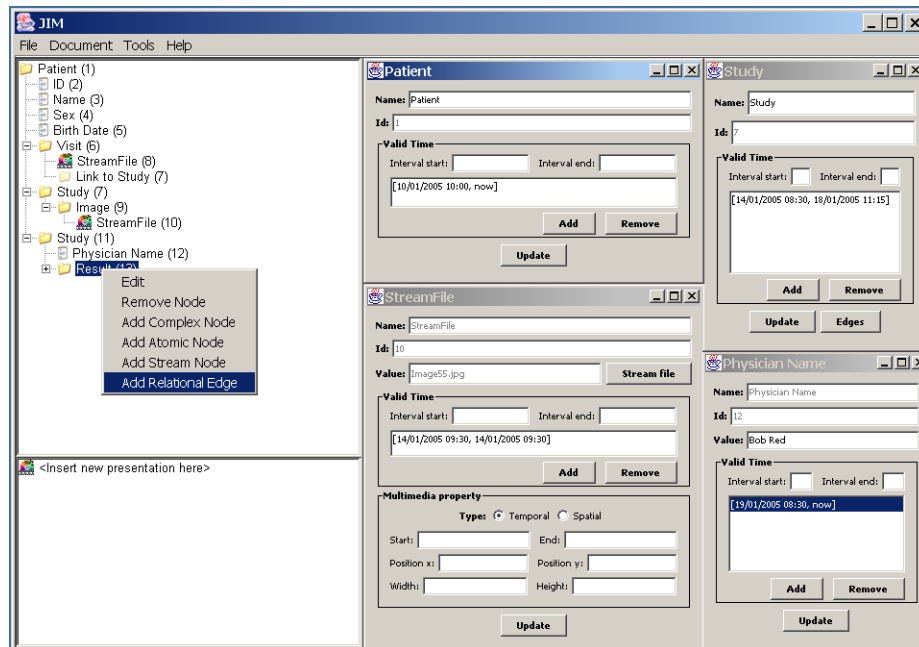 JIM
File Document Tools Help
Patient (1)
ID (2)
Name (3)
Sex (4)
Birth Date (5)
Visit (6)
StreamFile (8)
Link to Study (7)
Study (7)
Image (9)
StreamFile (10)
Study (11)
Physician Name (12)
Result (13)
Edit
Remove Node
Add Complex Node
Add Atomic Node
Add Stream Node
Add Relational Edge
<Insert new presentation here>
Patient
Name: Patient
Id: 1
Valid Time
Interval start: Interval end:
[10/01/2005 10:00, now]
Add Remove
Update
StreamFile
Name: StreamFile
Id: 10
Value: Image55.jpg Stream file
Valid Time
Interval start: Interval end:
[14/01/2005 09:30, 14/01/2005 09:30]
Add Remove
Multimedia property
Type: Temporal Spatial
Start: End:
Position x: Position y:
Width: Height:
Update
Study
Name: Study
Id: 7
Valid Time
Interval start: Interval end:
[14/01/2005 08:30, 18/01/2005 11:15]
Add Remove
Update Edges
Physician Name
Name: Physician Name
Id: 12
Value: Bob Red
Valid Time
Interval start: Interval end:
[19/01/2005 08:30, now]
Add Remove
Update